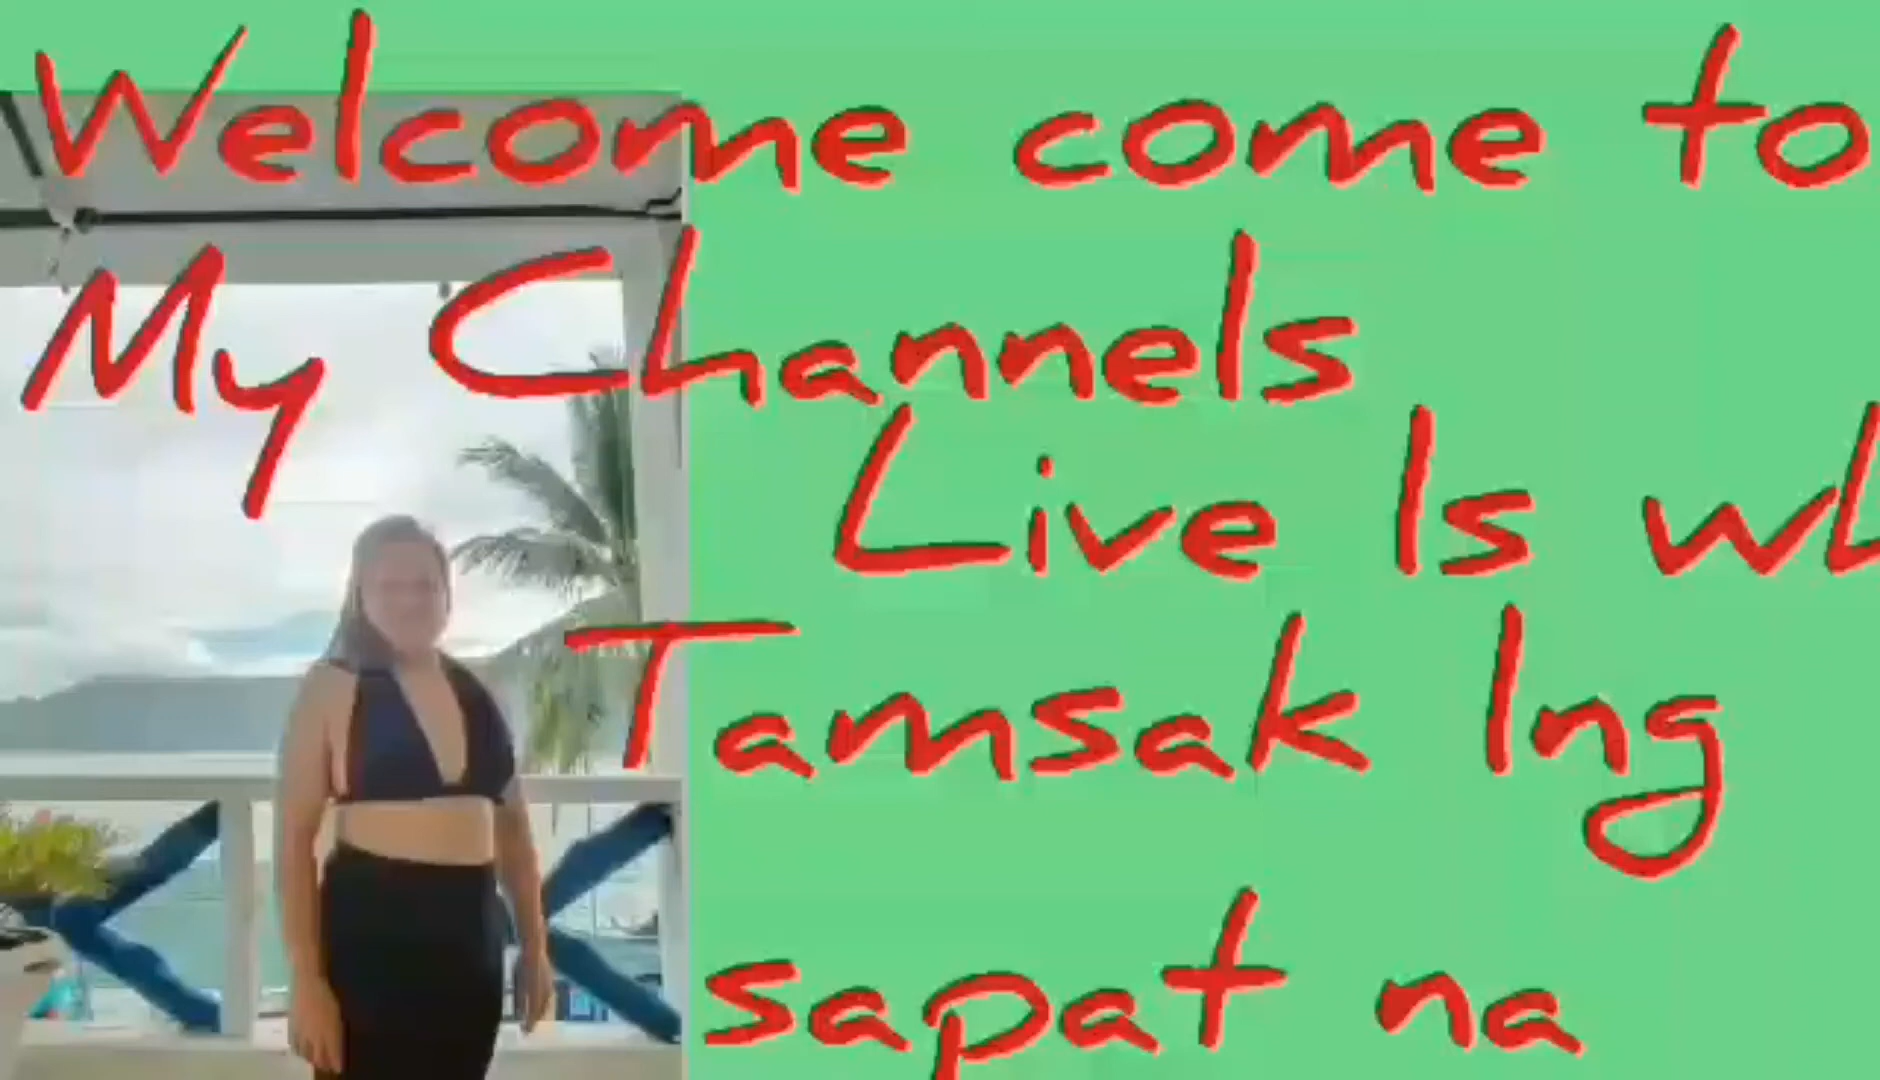 Welcome come to
My Channels
Live Is
Tamsak lng
sapat na